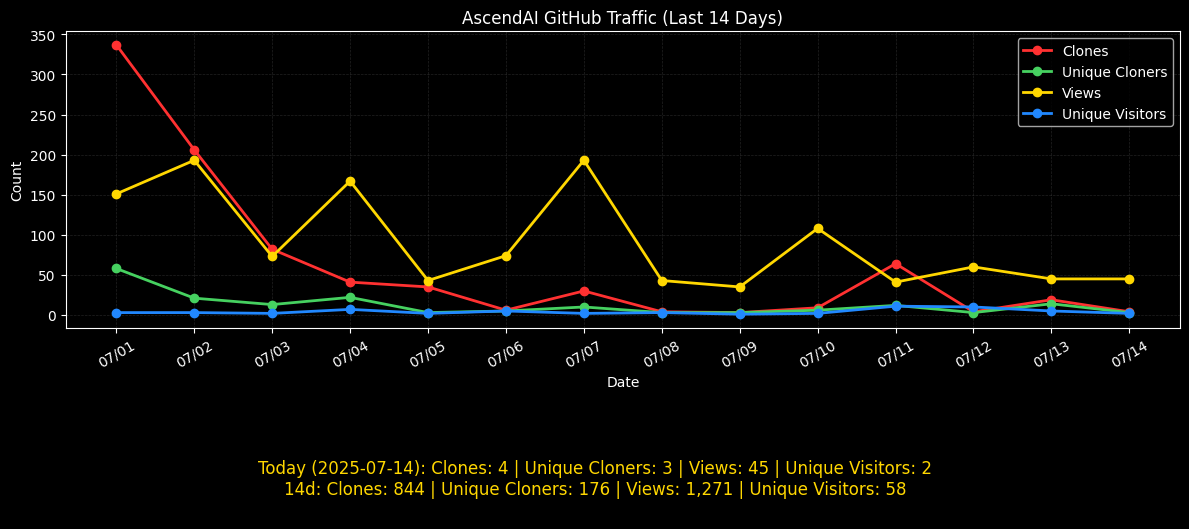 AscendAI GitHub Traffic (Last 14 Days)
350
300
250
200
150
100
50
0
Count
Clones
Unique Cloners
Views
Unique Visitors
07/01 07/02 07/03 07/04 07/05 07/06 07/07 07/08 07/09 07/10 07/11 07/12 07/13 07/14
Date
Today (2025-07-14): Clones: 4 | Unique Cloners: 3 | Views: 45 | Unique Visitors: 2
14d: Clones: 844 | Unique Cloners: 176 | Views: 1,271 | Unique Visitors: 58